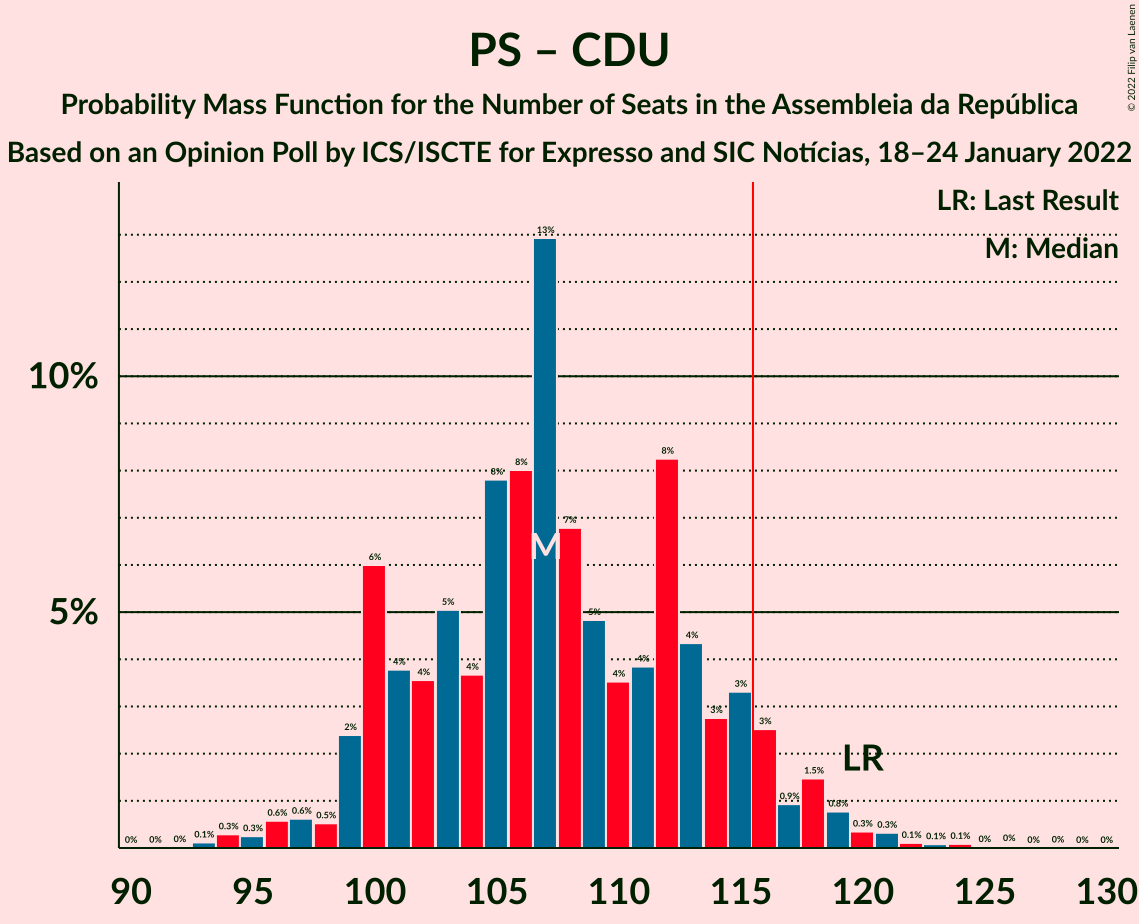 PS – CDU
Probability Mass Function for the Number of Seats in the Assembleia da República
Based on an Opinion Poll by ICS/ISCTE for Expresso and SIC Notícias, 18–24 January 2022
© 2022 Filip van Laenen
LR: Last Result
M: Median
10%
5%
0% 0% 0% 0.1% 0.3% 0.3% 0.6% 0.6% 0.5% 2% 6% 4% 4% 5% 4% 8% 8% 13% 7% 5% 4% 4% 8% 4% 3% 3% 3% 0.9% 1.5% 0.8% 0.3% 0.3% 0.1% 0.1% 0.1% 0% 0% 0% 0% 0% 0%
M
LR
90 95 100 105 110 115 120 125 130